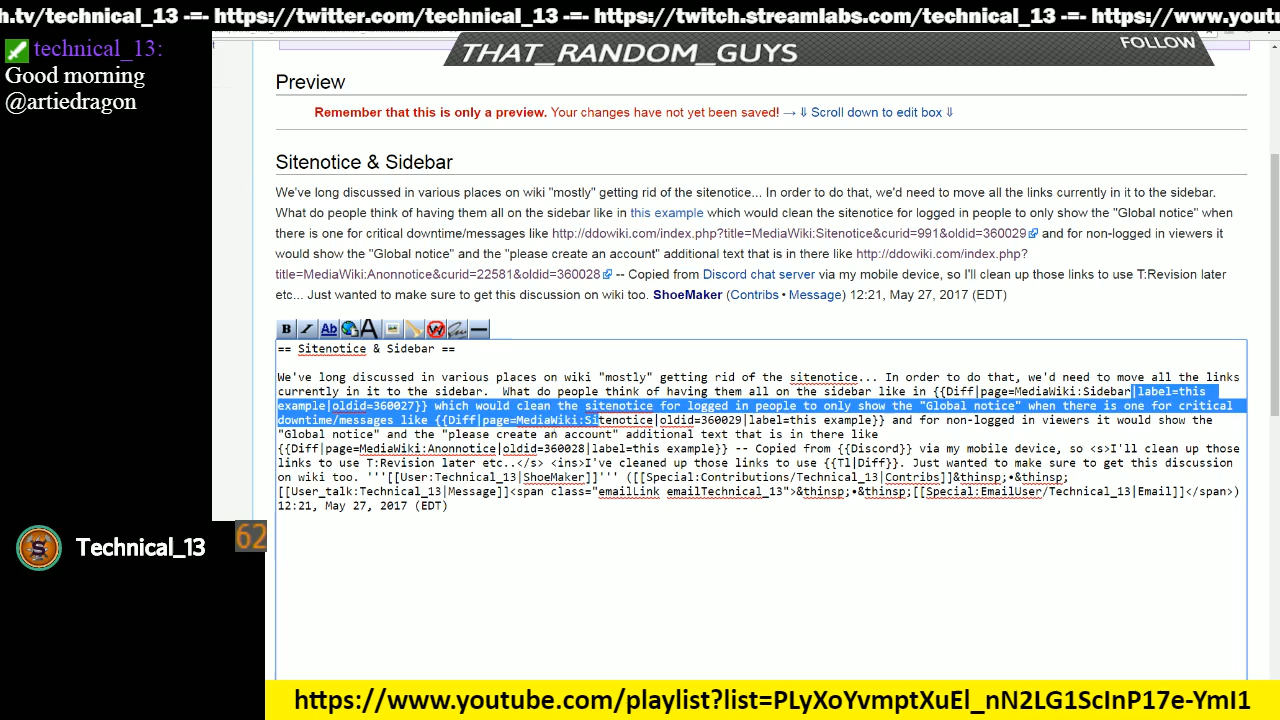 h.tv/technical_13 -=- https://twitter.com/technical_13 -=- https://twitch.streamlabs.com/technical_13 -=- https://www.yout
technical_13:
Good morning
@artiedragon
THAT_RANDOM_GUYS
FOLLOW
Preview
Remember that this is only a preview. Your changes have not yet been saved! → ⇓ Scroll down to edit box ⇓
Sitenotice & Sidebar
We've long discussed in various places on wiki "mostly" getting rid of the sitenotice... In order to do that, we'd need to move all the links currently in it to the sidebar.
What do people think of having them all on the sidebar like in this example which would clean the sitenotice for logged in people to only show the "Global notice" when
there is one for critical downtime/messages like http://ddowiki.com/index.php?title=MediaWiki:Sitenotice&curid=991&oldid=360029 and for non-logged in viewers it
would show the "Global notice" and the "please create an account" additional text that is in there like http://ddowiki.com/index.php?
title=MediaWiki:Anonnotice&curid=22581&oldid=360028 -- Copied from Discord chat server via my mobile device, so I'll clean up those links to use T:Revision later
etc... Just wanted to make sure to get this discussion on wiki too. ShoeMaker (Contribs • Message) 12:21, May 27, 2017 (EDT)
B I Ab A W
== Sitenotice & Sidebar ==
We've long discussed in various places on wiki "mostly" getting rid of the sitenotice... In order to do that, we'd need to move all the links
currently in it to the sidebar.  What do people think of having them all on the sidebar like in {{Diff|page=MediaWiki:Sidebar|label=this
example|oldid=360027}} which would clean the sitenotice for logged in people to only show the "Global notice" when there is one for critical
downtime/messages like {{Diff|page=MediaWiki:Sitenotice|oldid=360029|label=this example}} and for non-logged in viewers it would show the
"Global notice" and the "please create an account" additional text that is in there like
{{Diff|page=MediaWiki:Anonnotice|oldid=360028|label=this example}} -- Copied from {{Discord}} via my mobile device, so <s>I'll clean up those
links to use T:Revision later etc..</s> <ins>I've cleaned up those links to use {{Tl|Diff}}. Just wanted to make sure to get this discussion
on wiki too. '''[[User:Technical_13|ShoeMaker]]''' ([[Special:Contributions/Technical_13|Contribs]]&thinsp;•&thinsp;
[[User_talk:Technical_13|Message]]<span class="emailLink emailTechnical_13">&thinsp;•&thinsp;[[Special:EmailUser/Technical_13|Email]]</span>)
12:21, May 27, 2017 (EDT)
S Technical_13 62
https://www.youtube.com/playlist?list=PLyXoYvmptXuEl_nN2LG1ScInP17e-YmI1